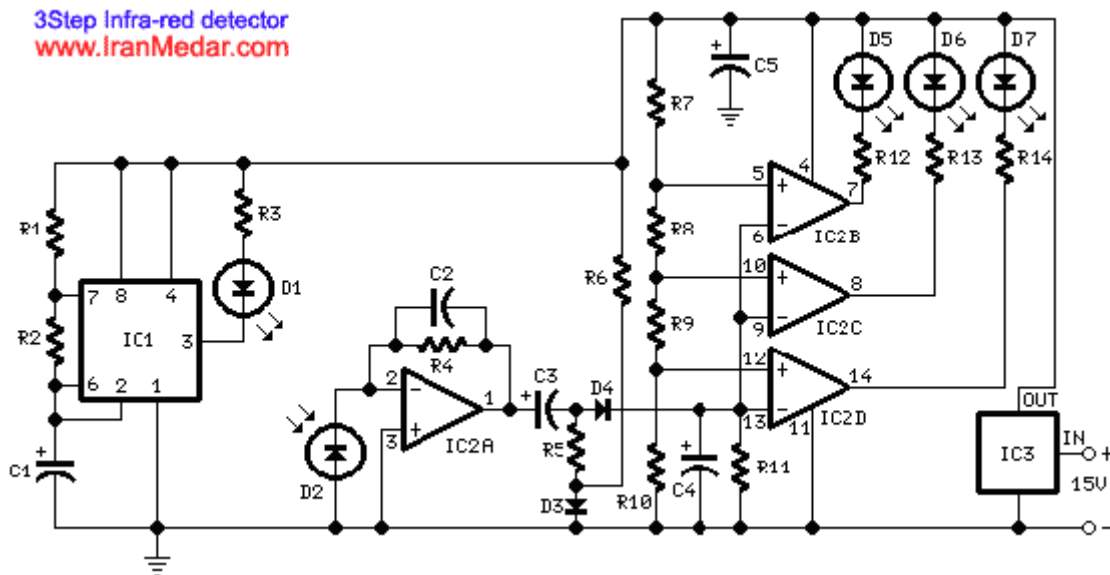 3Step Infra-red detector
www.IranMedar.com
D5 D6 D7
+ C5
R7
R12 R13 R14
5 + 4 7
6 − IC2B
R1 R3
R8
R6
10 + 8
9 − IC2C
7 8 4 D1
C2
R2 IC1 3
R9
R4
6 2 1
12 + 14
13 − 11 IC2D
2 − 1
3 + IC2A
+ C3 D4
OUT
IN +
IC3
15V
−
R5
+ C1
D2
D3
R10
+ C4
R11